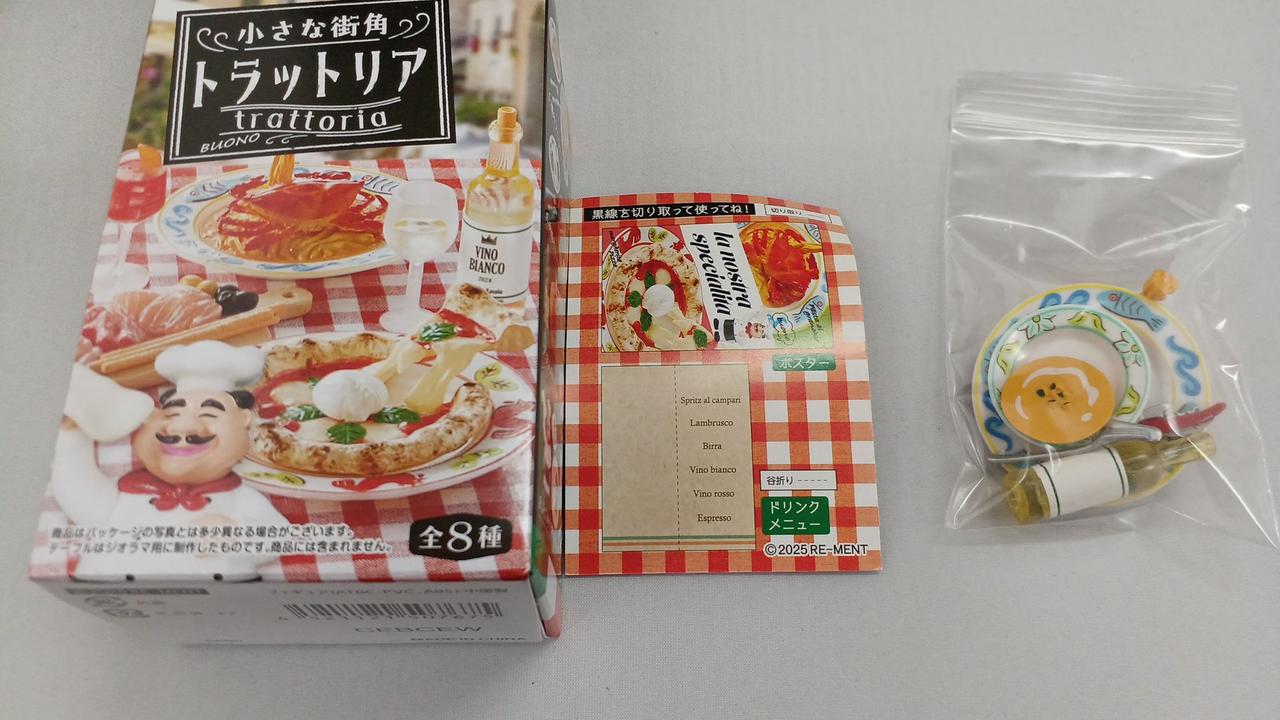 小さな街角
トラットリア
trattoria
BUONO
VINO
BIANCO
商品はパッケージの写真とは多少異なる場合がございます。
テーブルはジオラマ用に制作したものです。商品には含まれません。
全8種
MADE IN CHINA
黒線を切り取って使ってね!
切り取り
la nostra
specialità
ポスター
Spritz al campari
Lambrusco
Birra
Vino bianco
Vino rosso
Espresso
谷折り
ドリンク
メニュー
©2025 RE-MENT